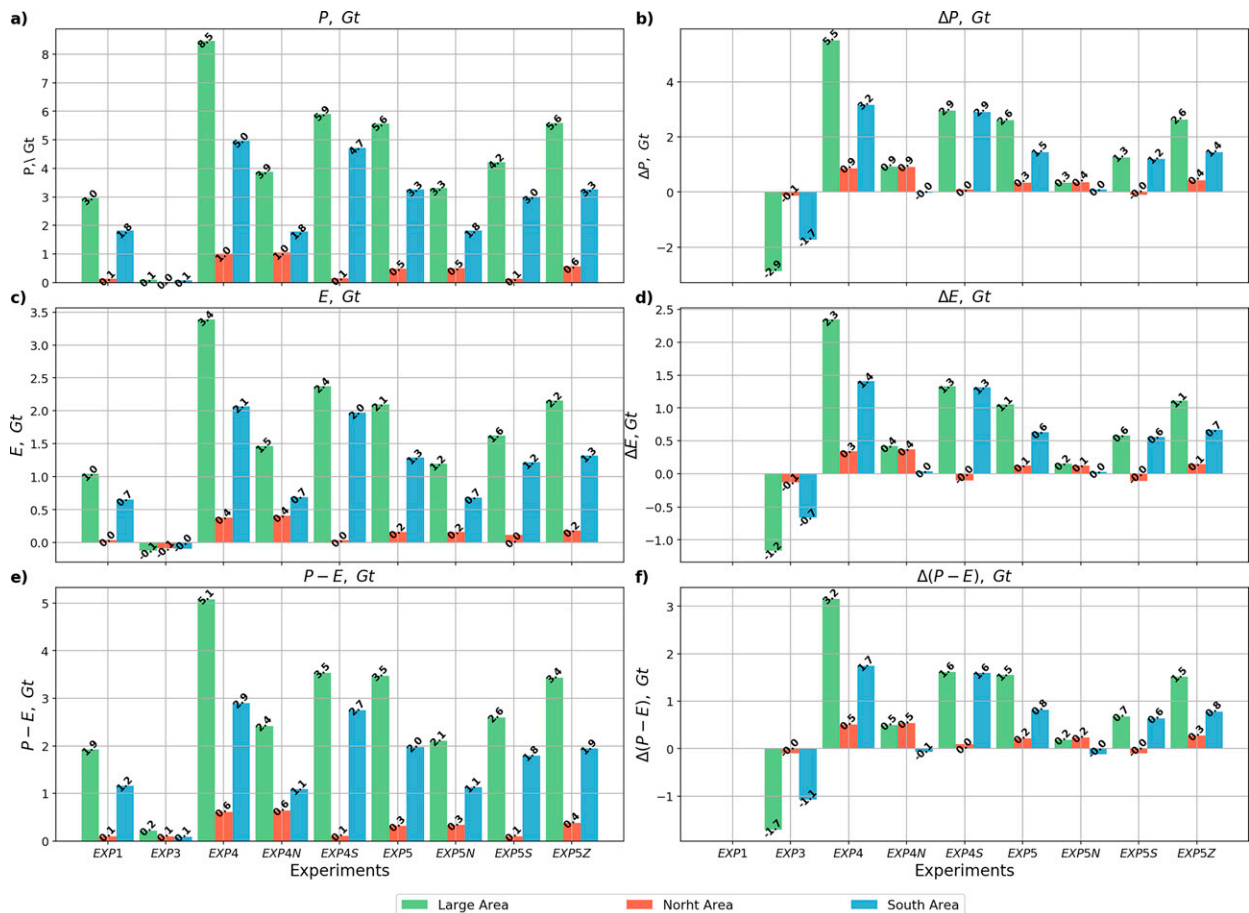 a) P, Gt
b) ΔP, Gt
P,\ Gt
8
7
6
5
4
3
2
1
0
3.0 0.1 1.8 0.1 0.0 0.1 8.5 1.0 5.0 3.9 1.0 1.8 5.9 0.1 4.7 5.6 0.5 3.3 3.3 0.5 1.8 4.2 0.1 3.0 5.6 0.6 3.3
ΔP, Gt
4
2
0
−2
-2.9 -0.1 -1.7 5.5 0.9 3.2 0.9 0.9 -0.0 2.9 0.0 2.9 2.6 0.3 1.5 0.3 0.4 0.0 1.3 -0.0 1.2 2.6 0.4 1.4
c) E, Gt
d) ΔE, Gt
E, Gt
3.5
3.0
2.5
2.0
1.5
1.0
0.5
0.0
1.0 0.0 0.7 -0.1 -0.1 -0.0 3.4 0.4 2.1 1.5 0.4 0.7 2.4 0.0 2.0 2.1 0.2 1.3 1.2 0.2 0.7 1.6 0.0 1.2 2.2 0.2 1.3
ΔE, Gt
2.5
2.0
1.5
1.0
0.5
0.0
−0.5
−1.0
-1.2 -0.1 -0.7 2.3 0.3 1.4 0.4 0.4 0.0 1.3 -0.0 1.3 1.1 0.1 0.6 0.2 0.1 0.0 0.6 -0.0 0.6 1.1 0.1 0.7
e) P − E, Gt
f) Δ(P − E), Gt
P − E, Gt
5
4
3
2
1
0
1.9 0.1 1.2 0.2 0.1 0.1 5.1 0.6 2.9 2.4 0.6 1.1 3.5 0.1 2.7 3.5 0.3 2.0 2.1 0.3 1.1 2.6 0.1 1.8 3.4 0.4 1.9
EXP1 EXP3 EXP4 EXP4N EXP4S EXP5 EXP5N EXP5S EXP5Z
Experiments
Δ(P − E), Gt
3
2
1
0
−1
-1.7 -0.0 -1.1 3.2 0.5 1.7 0.5 0.5 -0.1 1.6 0.0 1.6 1.5 0.2 0.8 0.2 0.2 -0.0 0.7 -0.0 0.6 1.5 0.3 0.8
EXP1 EXP3 EXP4 EXP4N EXP4S EXP5 EXP5N EXP5S EXP5Z
Experiments
Large Area Norht Area South Area